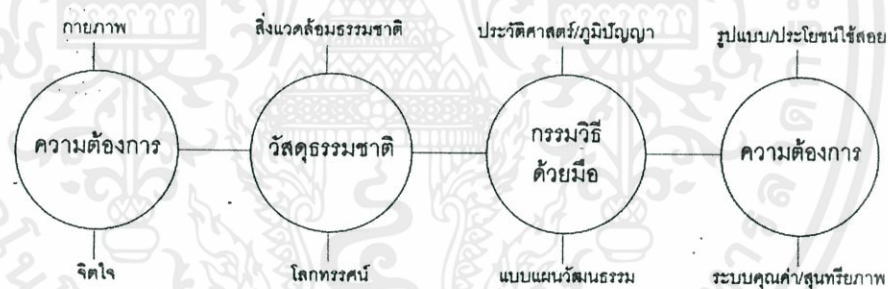 กายภาพ
สิ่งแวดล้อมธรรมชาติ
ประวัติศาสตร์/ภูมิปัญญา
รูปแบบ/ประโยชน์ใช้สอย
ความต้องการ
วัสดุธรรมชาติ
กรรมวิธี
ด้วยมือ
ความต้องการ
จิตใจ
โลกทรรศน์
แบบแผนวัฒนธรรม
ระบบคุณค่า/สุนทรียภาพ